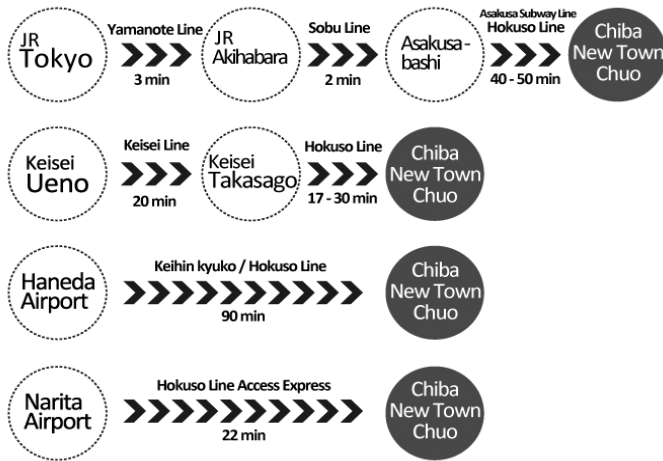 JR
Tokyo
Yamanote Line
3 min
JR
Akihabara
Sobu Line
2 min
Asakusa-
bashi
Asakusa Subway Line
Hokuso Line
40 - 50 min
Chiba
New Town
Chuo
Keisei
Ueno
Keisei Line
20 min
Keisei
Takasago
Hokuso Line
17 - 30 min
Chiba
New Town
Chuo
Haneda
Airport
Keihin kyuko / Hokuso Line
90 min
Chiba
New Town
Chuo
Narita
Airport
Hokuso Line Access Express
22 min
Chiba
New Town
Chuo